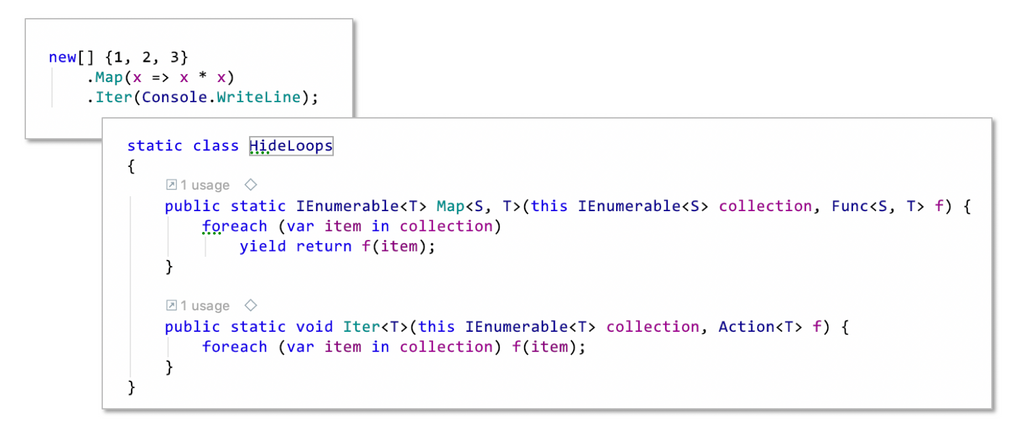 new[] {1, 2, 3}
    .Map(x => x * x)
    .Iter(Console.WriteLine);
static class HideLoops
{
    1 usage
    public static IEnumerable<T> Map<S, T>(this IEnumerable<S> collection, Func<S, T> f) {
        foreach (var item in collection)
            yield return f(item);
    }
    1 usage
    public static void Iter<T>(this IEnumerable<T> collection, Action<T> f) {
        foreach (var item in collection) f(item);
    }
}